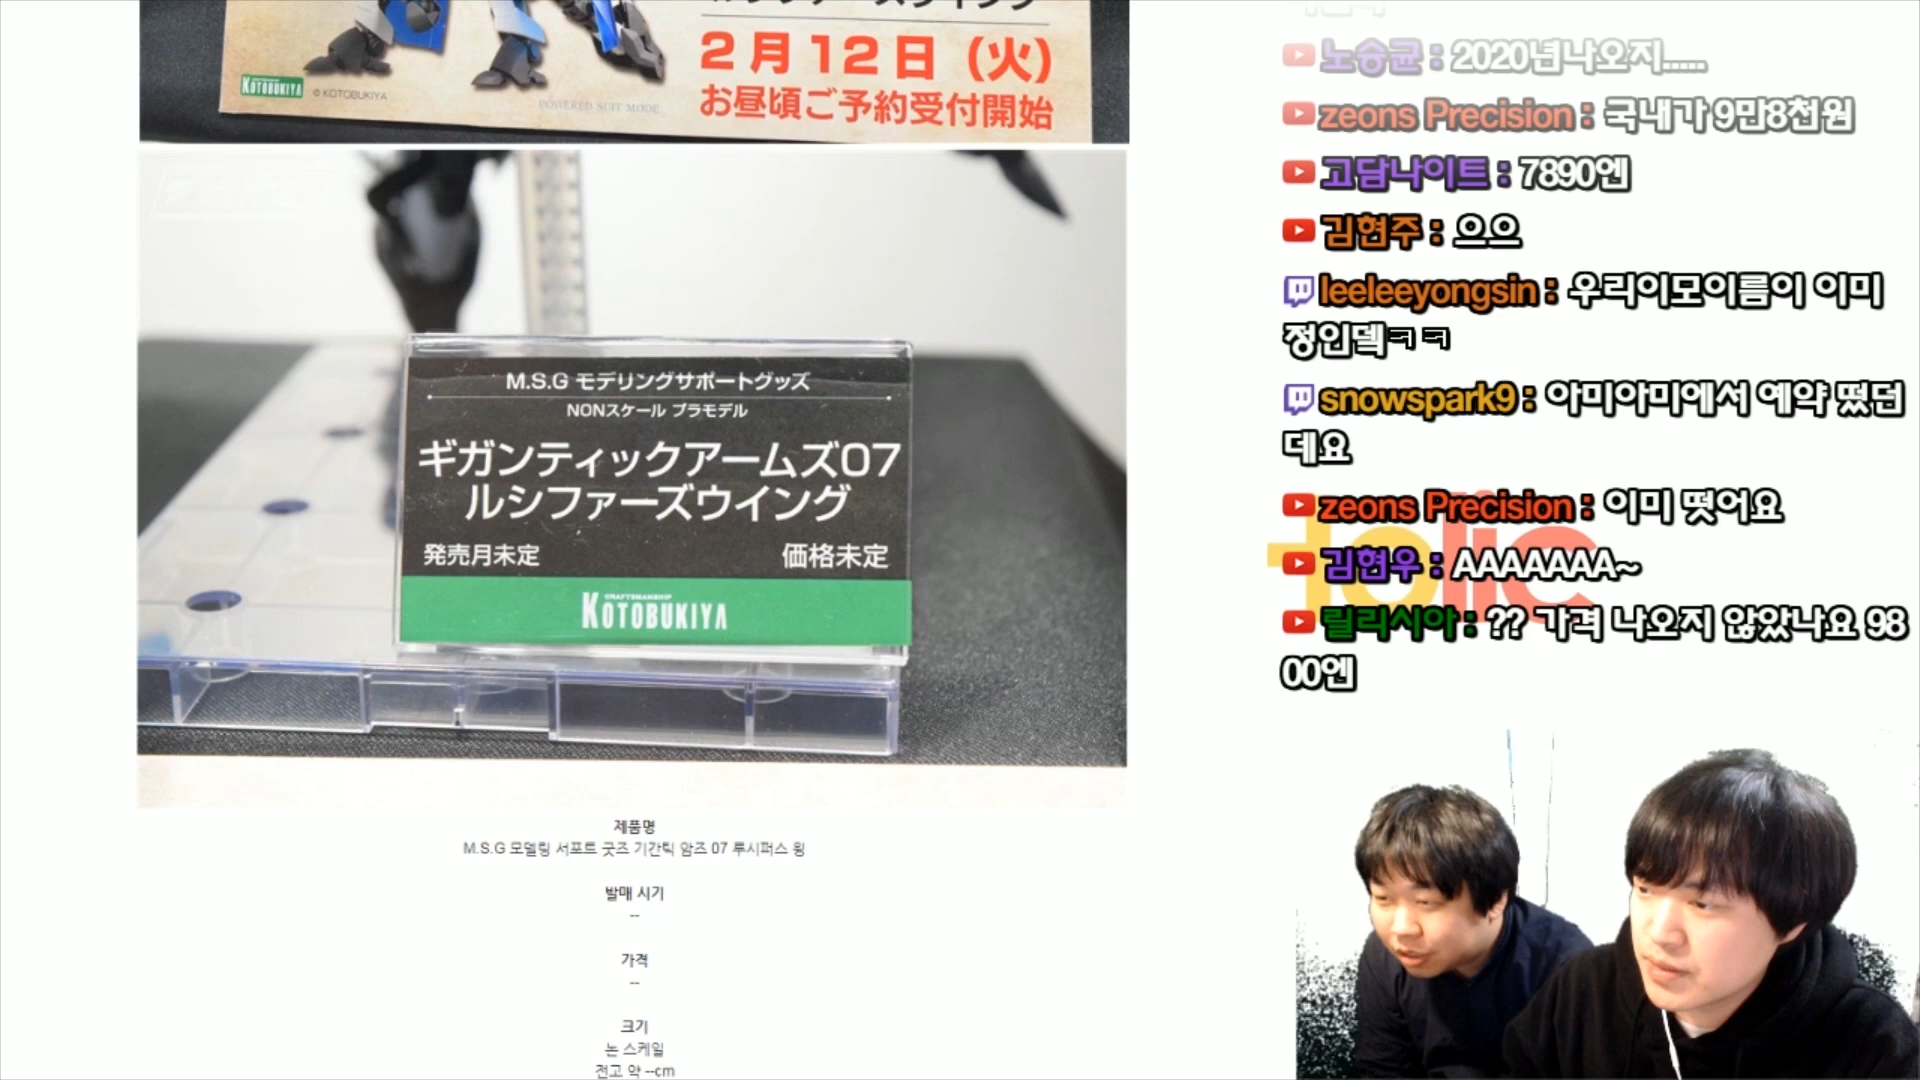 2月12日（火）
お昼頃ご予約受付開始
KOTOBUKIYA
© KOTOBUKIYA
POWERED SUIT MODE
M.S.G モデリングサポートグッズ
NONスケール プラモデル
ギガンティックアームズ07
ルシファーズウイング
発売月未定
価格未定
CRAFTSMANSHIP
KOTOBUKIYA
제품명
M.S.G 모델링 서포트 굿즈 기간틱 암즈 07 루시퍼스 윙
발매 시기
--
가격
--
크기
논 스케일
전고 약 --cm
노승균 : 2020년나오지.....
zeons Precision : 국내가 9만8천원
고담나이트 : 7890엔
김현주 : 으으
leeleeyongsin : 우리이모이름이 이미
정인뎈ㅋㅋ
snowspark9 : 아미아미에서 예약 떴던
데요
zeons Precision : 이미 떳어요
김현우 : AAAAAAA~
릴리시아 : ?? 가격 나오지 않았나요 98
00엔